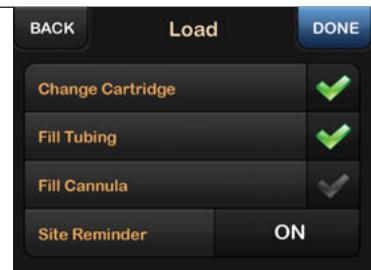 BACK Load DONE
Change Cartridge
Fill Tubing
Fill Cannula
Site Reminder ON